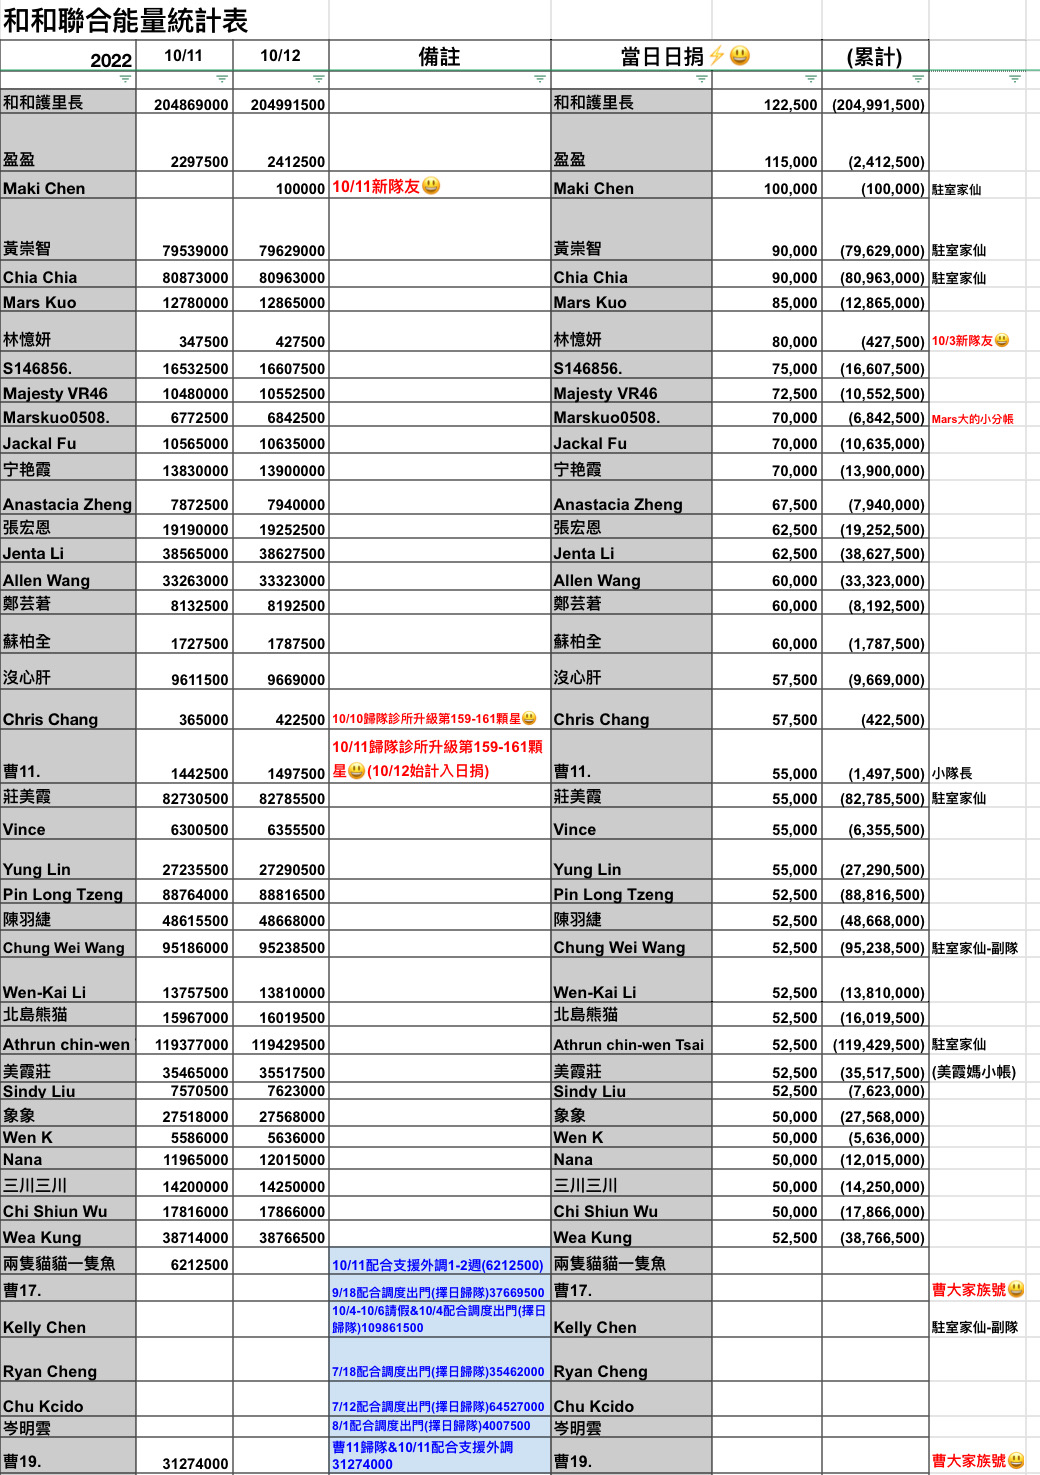 和和聯合能量統計表
2022 10/11 10/12 備註 當日日捐⚡😃 (累計)
和和護里長 204869000 204991500 和和護里長 122,500 (204,991,500)
盈盈 2297500 2412500 盈盈 115,000 (2,412,500)
Maki Chen 100000 10/11新隊友😃 Maki Chen 100,000 (100,000) 駐室家仙
黃崇智 79539000 79629000 黃崇智 90,000 (79,629,000) 駐室家仙
Chia Chia 80873000 80963000 Chia Chia 90,000 (80,963,000) 駐室家仙
Mars Kuo 12780000 12865000 Mars Kuo 85,000 (12,865,000)
林憶妍 347500 427500 林憶妍 80,000 (427,500) 10/3新隊友😃
S146856. 16532500 16607500 S146856. 75,000 (16,607,500)
Majesty VR46 10480000 10552500 Majesty VR46 72,500 (10,552,500)
Marskuo0508. 6772500 6842500 Marskuo0508. 70,000 (6,842,500) Mars大的小分帳
Jackal Fu 10565000 10635000 Jackal Fu 70,000 (10,635,000)
宁艳霞 13830000 13900000 宁艳霞 70,000 (13,900,000)
Anastacia Zheng 7872500 7940000 Anastacia Zheng 67,500 (7,940,000)
張宏恩 19190000 19252500 張宏恩 62,500 (19,252,500)
Jenta Li 38565000 38627500 Jenta Li 62,500 (38,627,500)
Allen Wang 33263000 33323000 Allen Wang 60,000 (33,323,000)
鄭芸著 8132500 8192500 鄭芸著 60,000 (8,192,500)
蘇柏全 1727500 1787500 蘇柏全 60,000 (1,787,500)
沒心肝 9611500 9669000 沒心肝 57,500 (9,669,000)
Chris Chang 365000 422500 10/10歸隊診所升級第159-161顆星😃 Chris Chang 57,500 (422,500)
10/11歸隊診所升級第159-161顆
曹11. 1442500 1497500 星😃(10/12始計入日捐) 曹11. 55,000 (1,497,500) 小隊長
莊美霞 82730500 82785500 莊美霞 55,000 (82,785,500) 駐室家仙
Vince 6300500 6355500 Vince 55,000 (6,355,500)
Yung Lin 27235500 27290500 Yung Lin 55,000 (27,290,500)
Pin Long Tzeng 88764000 88816500 Pin Long Tzeng 52,500 (88,816,500)
陳羽緁 48615500 48668000 陳羽緁 52,500 (48,668,000)
Chung Wei Wang 95186000 95238500 Chung Wei Wang 52,500 (95,238,500) 駐室家仙-副隊
Wen-Kai Li 13757500 13810000 Wen-Kai Li 52,500 (13,810,000)
北島熊猫 15967000 16019500 北島熊猫 52,500 (16,019,500)
Athrun chin-wen 119377000 119429500 Athrun chin-wen Tsai 52,500 (119,429,500) 駐室家仙
美霞莊 35465000 35517500 美霞莊 52,500 (35,517,500) (美霞媽小帳)
Sindy Liu 7570500 7623000 Sindy Liu 52,500 (7,623,000)
象象 27518000 27568000 象象 50,000 (27,568,000)
Wen K 5586000 5636000 Wen K 50,000 (5,636,000)
Nana 11965000 12015000 Nana 50,000 (12,015,000)
三川三川 14200000 14250000 三川三川 50,000 (14,250,000)
Chi Shiun Wu 17816000 17866000 Chi Shiun Wu 50,000 (17,866,000)
Wea Kung 38714000 38766500 Wea Kung 52,500 (38,766,500)
兩隻貓貓一隻魚 6212500 10/11配合支援外調1-2週(6212500) 兩隻貓貓一隻魚
曹17. 9/18配合調度出門(擇日歸隊)37669500 曹17. 曹大家族號😃
10/4-10/6請假&10/4配合調度出門(擇日
Kelly Chen 歸隊)109861500 Kelly Chen 駐室家仙-副隊
Ryan Cheng 7/18配合調度出門(擇日歸隊)35462000 Ryan Cheng
Chu Kcido 7/12配合調度出門(擇日歸隊)64527000 Chu Kcido
岑明雲 8/1配合調度出門(擇日歸隊)4007500 岑明雲
曹11歸隊&10/11配合支援外調
曹19. 31274000 31274000 曹19. 曹大家族號😃